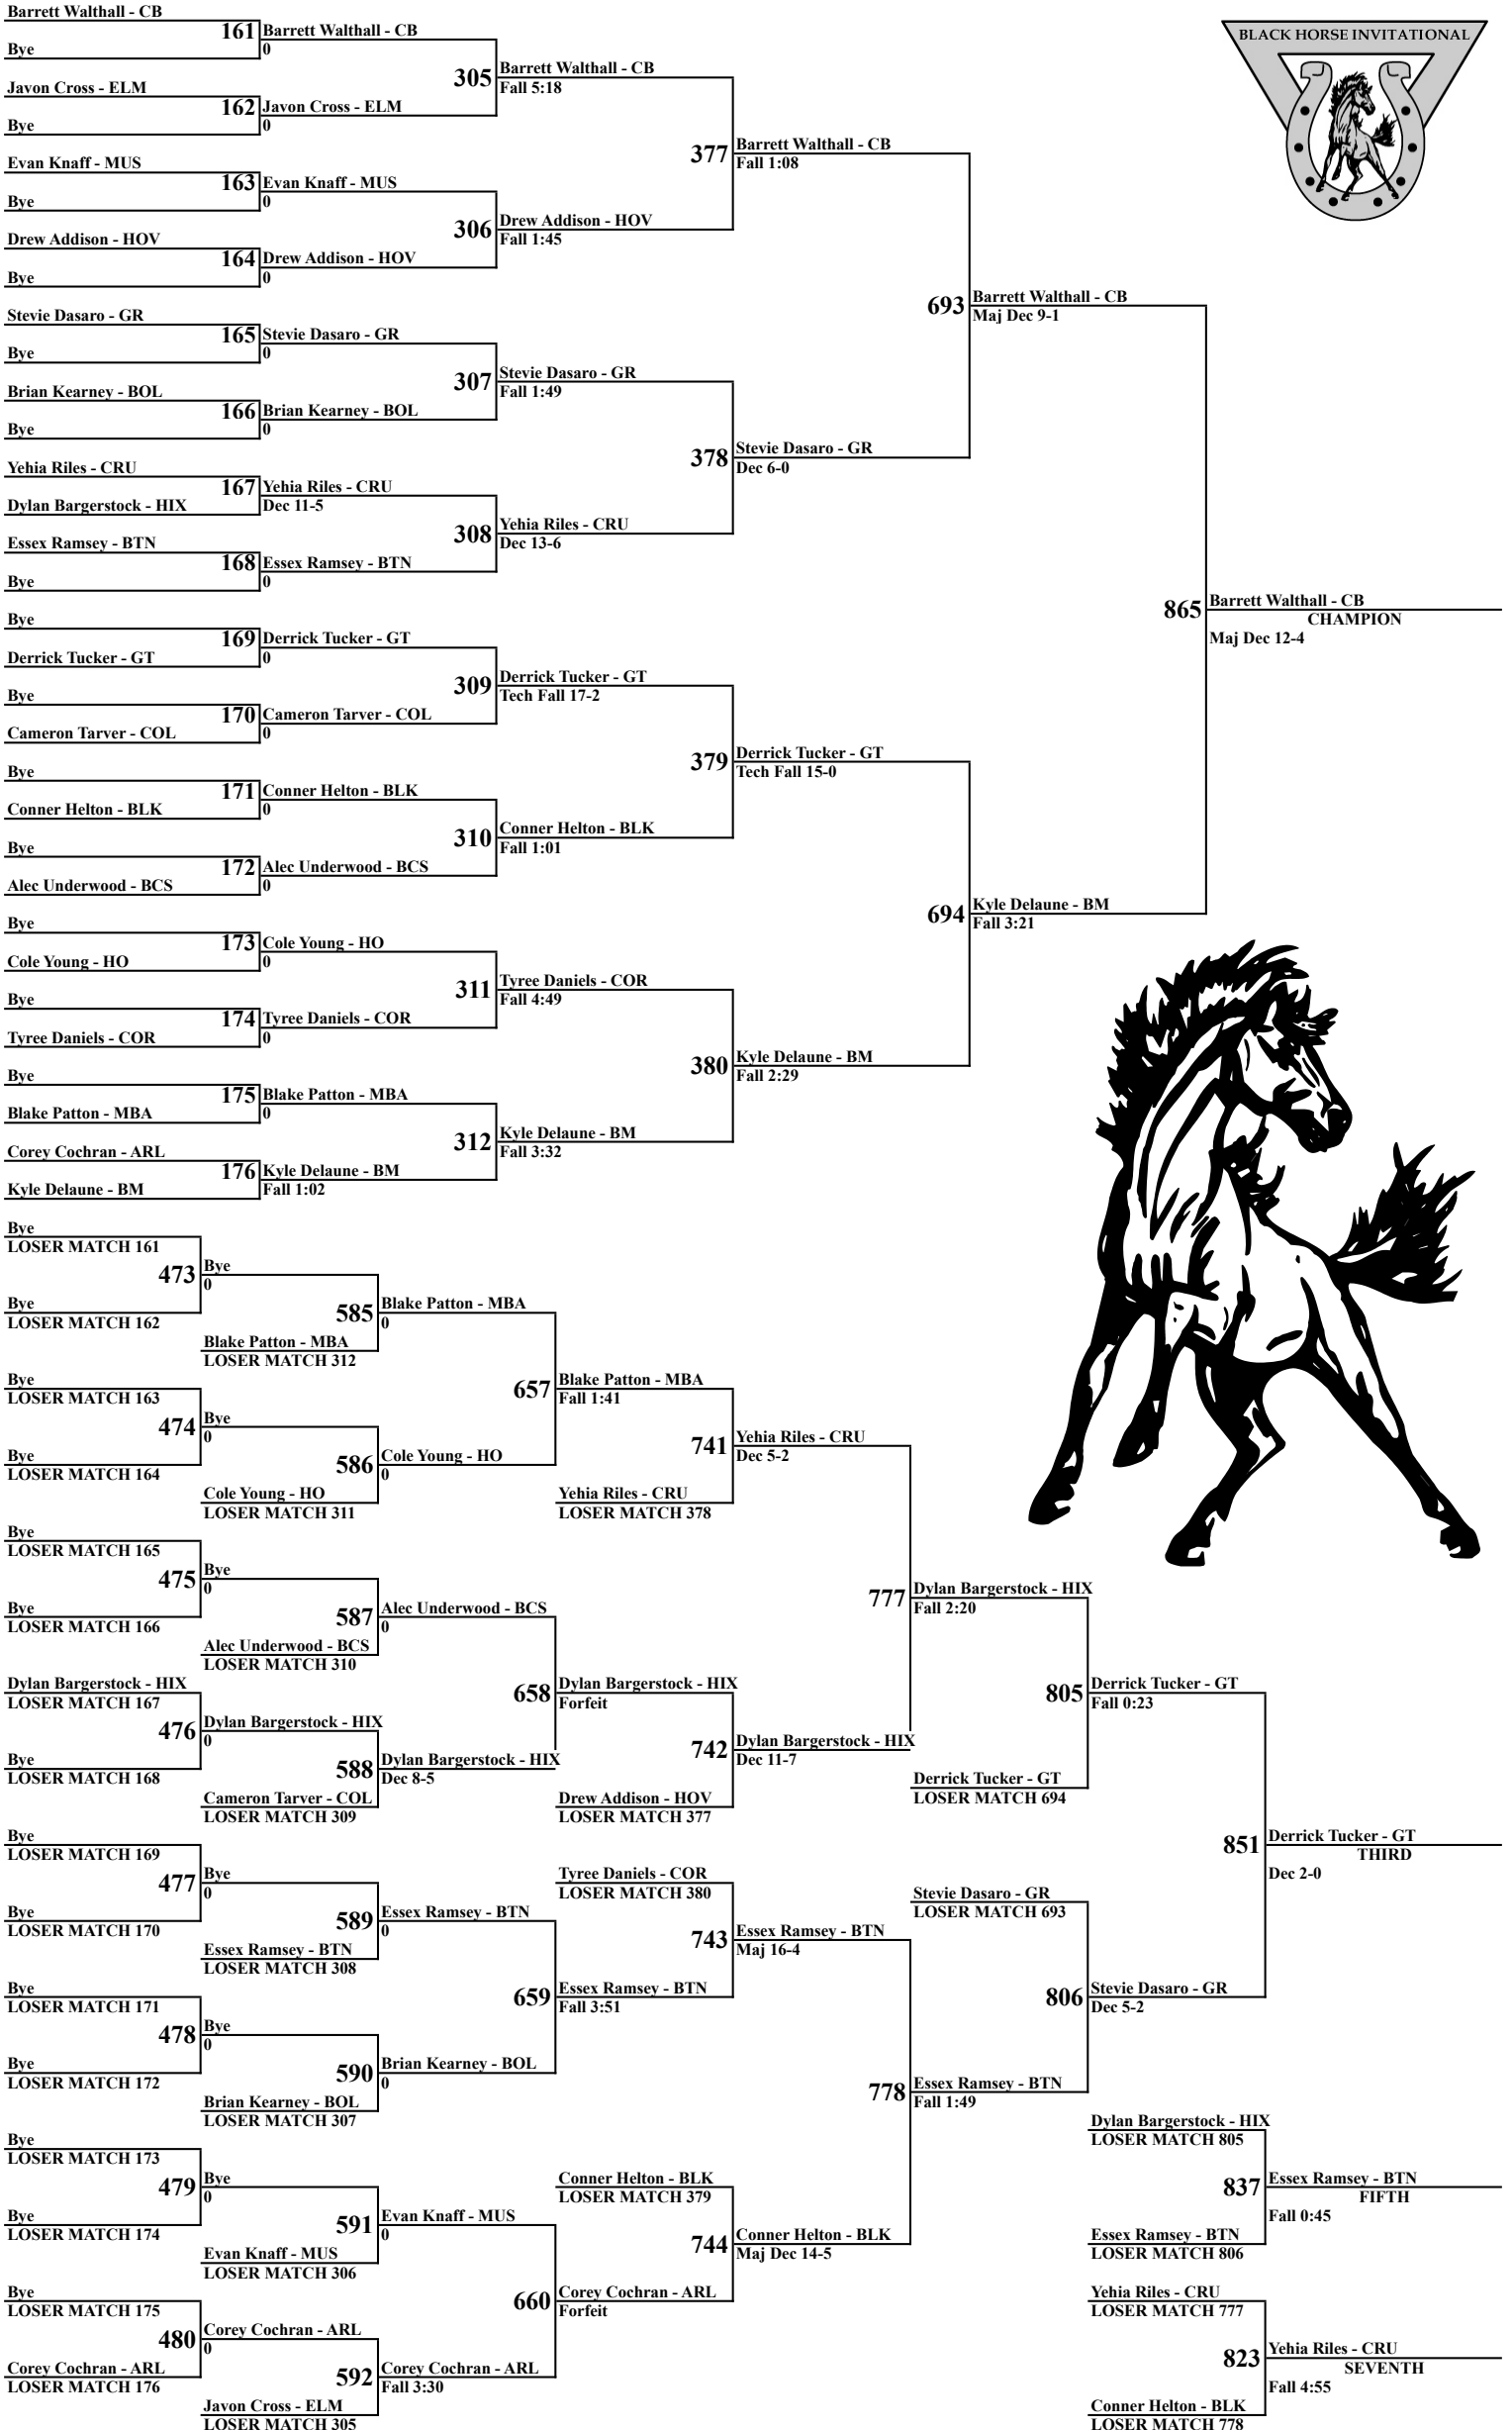 BLACK HORSE INVITATIONAL
Barrett Walthall - CB
Bye
Javon Cross - ELM
Bye
Evan Knaff - MUS
Bye
Drew Addison - HOV
Bye
Stevie Dasaro - GR
Bye
Brian Kearney - BOL
Bye
Yehia Riles - CRU
Dylan Bargerstock - HIX
Essex Ramsey - BTN
Bye
Bye
Derrick Tucker - GT
Bye
Cameron Tarver - COL
Bye
Conner Helton - BLK
Bye
Alec Underwood - BCS
Bye
Cole Young - HO
Bye
Tyree Daniels - COR
Bye
Blake Patton - MBA
Corey Cochran - ARL
Kyle Delaune - BM
161 Barrett Walthall - CB
0
162 Javon Cross - ELM
0
163 Evan Knaff - MUS
0
164 Drew Addison - HOV
0
165 Stevie Dasaro - GR
0
166 Brian Kearney - BOL
0
167 Yehia Riles - CRU
Dec 11-5
168 Essex Ramsey - BTN
0
169 Derrick Tucker - GT
0
170 Cameron Tarver - COL
0
171 Conner Helton - BLK
0
172 Alec Underwood - BCS
0
173 Cole Young - HO
0
174 Tyree Daniels - COR
0
175 Blake Patton - MBA
0
176 Kyle Delaune - BM
Fall 1:02
305 Barrett Walthall - CB
Fall 5:18
306 Drew Addison - HOV
Fall 1:45
307 Stevie Dasaro - GR
Fall 1:49
308 Yehia Riles - CRU
Dec 13-6
309 Derrick Tucker - GT
Tech Fall 17-2
310 Conner Helton - BLK
Fall 1:01
311 Tyree Daniels - COR
Fall 4:49
312 Kyle Delaune - BM
Fall 3:32
377 Barrett Walthall - CB
Fall 1:08
378 Stevie Dasaro - GR
Dec 6-0
379 Derrick Tucker - GT
Tech Fall 15-0
380 Kyle Delaune - BM
Fall 2:29
693 Barrett Walthall - CB
Maj Dec 9-1
694 Kyle Delaune - BM
Fall 3:21
865 Barrett Walthall - CB
CHAMPION
Maj Dec 12-4
Bye
LOSER MATCH 161
Bye
LOSER MATCH 162
Bye
LOSER MATCH 163
Bye
LOSER MATCH 164
Bye
LOSER MATCH 165
Bye
LOSER MATCH 166
Dylan Bargerstock - HIX
LOSER MATCH 167
Bye
LOSER MATCH 168
Bye
LOSER MATCH 169
Bye
LOSER MATCH 170
Bye
LOSER MATCH 171
Bye
LOSER MATCH 172
Bye
LOSER MATCH 173
Bye
LOSER MATCH 174
Bye
LOSER MATCH 175
Corey Cochran - ARL
LOSER MATCH 176
473 Bye
0
Blake Patton - MBA
LOSER MATCH 312
474 Bye
0
Cole Young - HO
LOSER MATCH 311
475 Bye
0
Alec Underwood - BCS
LOSER MATCH 310
476 Dylan Bargerstock - HIX
0
Cameron Tarver - COL
LOSER MATCH 309
477 Bye
0
Essex Ramsey - BTN
LOSER MATCH 308
478 Bye
0
Brian Kearney - BOL
LOSER MATCH 307
479 Bye
0
Evan Knaff - MUS
LOSER MATCH 306
480 Corey Cochran - ARL
0
Javon Cross - ELM
LOSER MATCH 305
585 Blake Patton - MBA
0
586 Cole Young - HO
0
587 Alec Underwood - BCS
0
588 Dylan Bargerstock - HIX
Dec 8-5
589 Essex Ramsey - BTN
0
590 Brian Kearney - BOL
0
591 Evan Knaff - MUS
0
592 Corey Cochran - ARL
Fall 3:30
657 Blake Patton - MBA
Fall 1:41
Yehia Riles - CRU
LOSER MATCH 378
658 Dylan Bargerstock - HIX
Forfeit
Drew Addison - HOV
LOSER MATCH 377
Tyree Daniels - COR
LOSER MATCH 380
659 Essex Ramsey - BTN
Fall 3:51
Conner Helton - BLK
LOSER MATCH 379
660 Corey Cochran - ARL
Forfeit
741 Yehia Riles - CRU
Dec 5-2
742 Dylan Bargerstock - HIX
Dec 11-7
743 Essex Ramsey - BTN
Maj 16-4
744 Conner Helton - BLK
Maj Dec 14-5
777 Dylan Bargerstock - HIX
Fall 2:20
Derrick Tucker - GT
LOSER MATCH 694
Stevie Dasaro - GR
LOSER MATCH 693
778 Essex Ramsey - BTN
Fall 1:49
805 Derrick Tucker - GT
Fall 0:23
806 Stevie Dasaro - GR
Dec 5-2
851 Derrick Tucker - GT
THIRD
Dec 2-0
Dylan Bargerstock - HIX
LOSER MATCH 805
837 Essex Ramsey - BTN
FIFTH
Fall 0:45
Essex Ramsey - BTN
LOSER MATCH 806
Yehia Riles - CRU
LOSER MATCH 777
823 Yehia Riles - CRU
SEVENTH
Fall 4:55
Conner Helton - BLK
LOSER MATCH 778